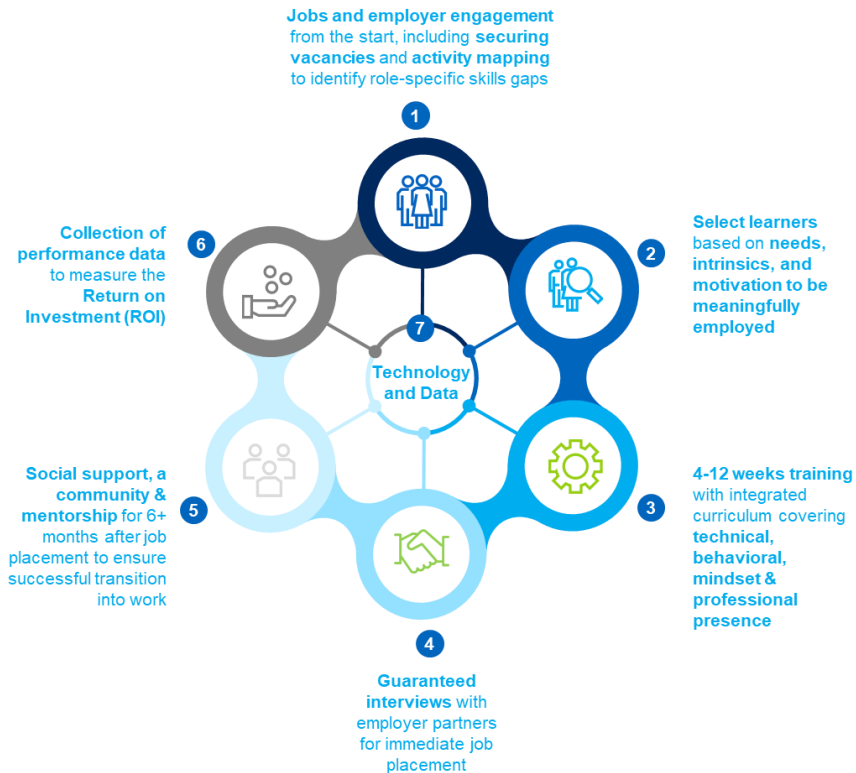 Jobs and employer engagement
from the start, including securing
vacancies and activity mapping
to identify role-specific skills gaps
1
2
Select learners
based on needs,
intrinsics, and
motivation to be
meaningfully
employed
3
4-12 weeks training
with integrated
curriculum covering
technical,
behavioral,
mindset &
professional
presence
4
Guaranteed
interviews with
employer partners
for immediate job
placement
5
Social support, a
community &
mentorship for 6+
months after job
placement to ensure
successful transition
into work
6
Collection of
performance data
to measure the
Return on
Investment (ROI)
7
Technology
and Data